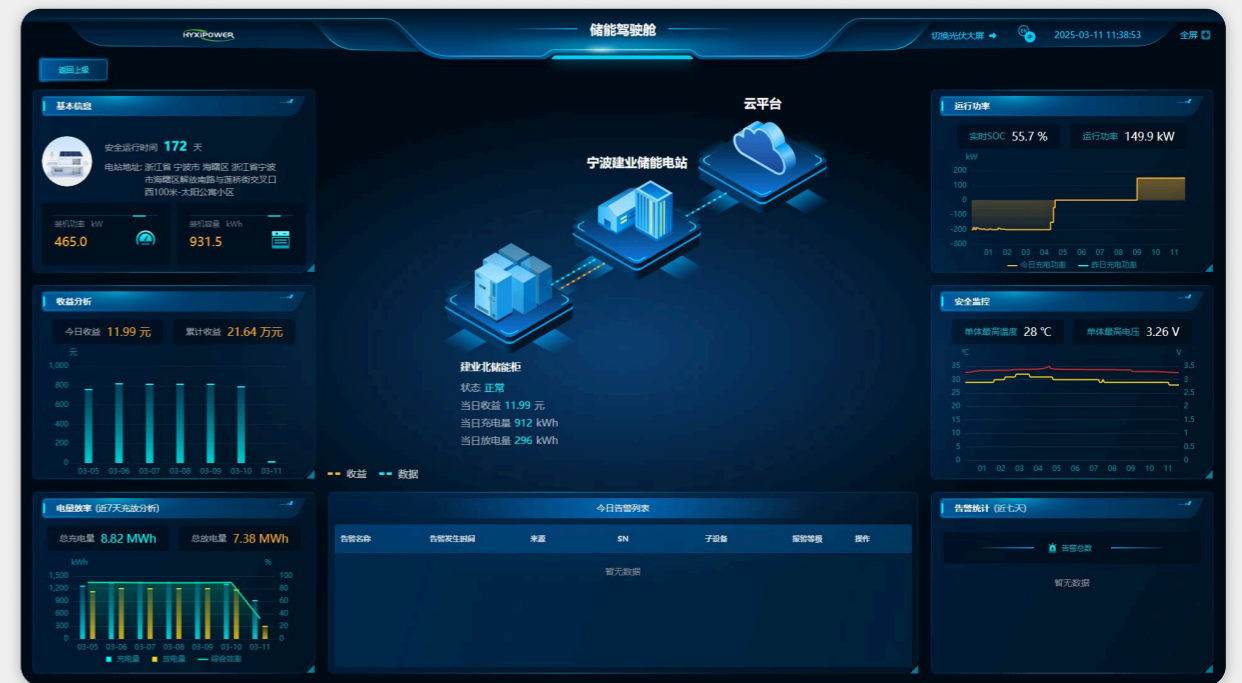 HYXIPOWER
储能驾驶舱
切换光伏大屏
2025-03-11 11:38:53
全屏
返回上级
基本信息
安全运行时间 172 天
电站地址: 浙江省 宁波市 海曙区 浙江省宁波
市海曙区解放南路与莲桥街交叉口
西100米-太阳公寓小区
装机功率 kW
465.0
装机容量 kWh
931.5
收益分析
今日收益 11.99 元
累计收益 21.64 万元
元
1,000
800
600
400
200
0
03-05 03-06 03-07 03-08 03-09 03-10 03-11
电量效率 (近7天充放分析)
总充电量 8.82 MWh
总放电量 7.38 MWh
kWh
%
1,500
1,200
900
600
300
0
100
80
60
40
20
0
03-05 03-06 03-07 03-08 03-09 03-10 03-11
充电量 放电量 综合效率
云平台
宁波建业储能电站
建业北储能柜
状态 正常
当日收益 11.99 元
当日充电量 912 kWh
当日放电量 296 kWh
收益 数据
今日告警列表
告警名称 告警发生时间 来源 SN 子设备 报警等级 操作
暂无数据
运行功率
实时SOC 55.7 %
运行功率 149.9 kW
kW
200
100
0
-100
-200
-300
01 02 03 04 05 06 07 08 09 10 11
今日充电功率 昨日充电功率
安全监控
单体最高温度 28 ℃
单体最高电压 3.26 V
℃
V
35
30
25
20
15
10
5
0
3.5
3
2.5
2
1.5
1
0.5
0
01 02 03 04 05 06 07 08 09 10 11
告警统计 (近七天)
告警总数
暂无数据